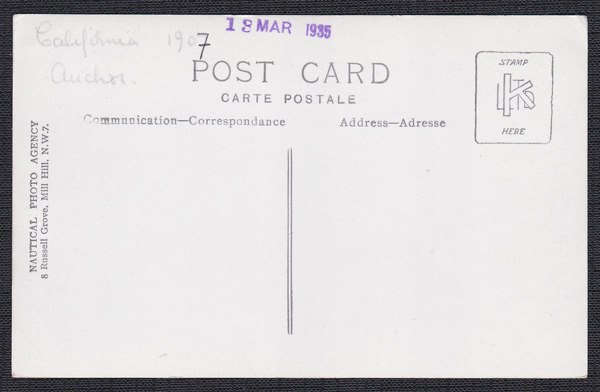 California 1907
Anchor.
18 MAR 1935
POST CARD
CARTE POSTALE
Communication—Correspondance
Address—Adresse
STAMP
HERE
NAUTICAL PHOTO AGENCY
8 Russell Grove, Mill Hill, N.W.7.